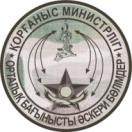 ҚОРҒАНЫС МИНИСТРЛІГІ
ОРТАЛЫҚ БАҒЫНЫСТЫ ӘСКЕРИ БӨЛІМДЕР